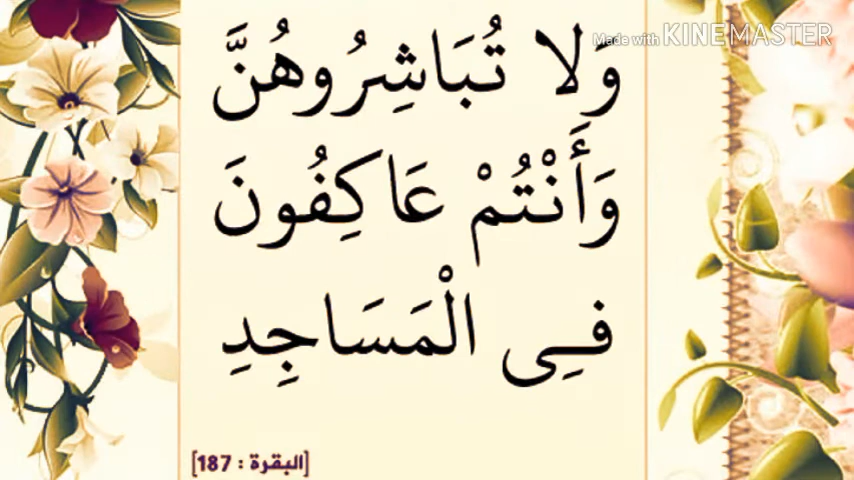 Made with KINEMASTER
وَلا تُبَاشِرُوهُنَّ
وَأَنْتُمْ عَاكِفُونَ
فِى الْمَسَاجِدِ
[البقرة : 187]